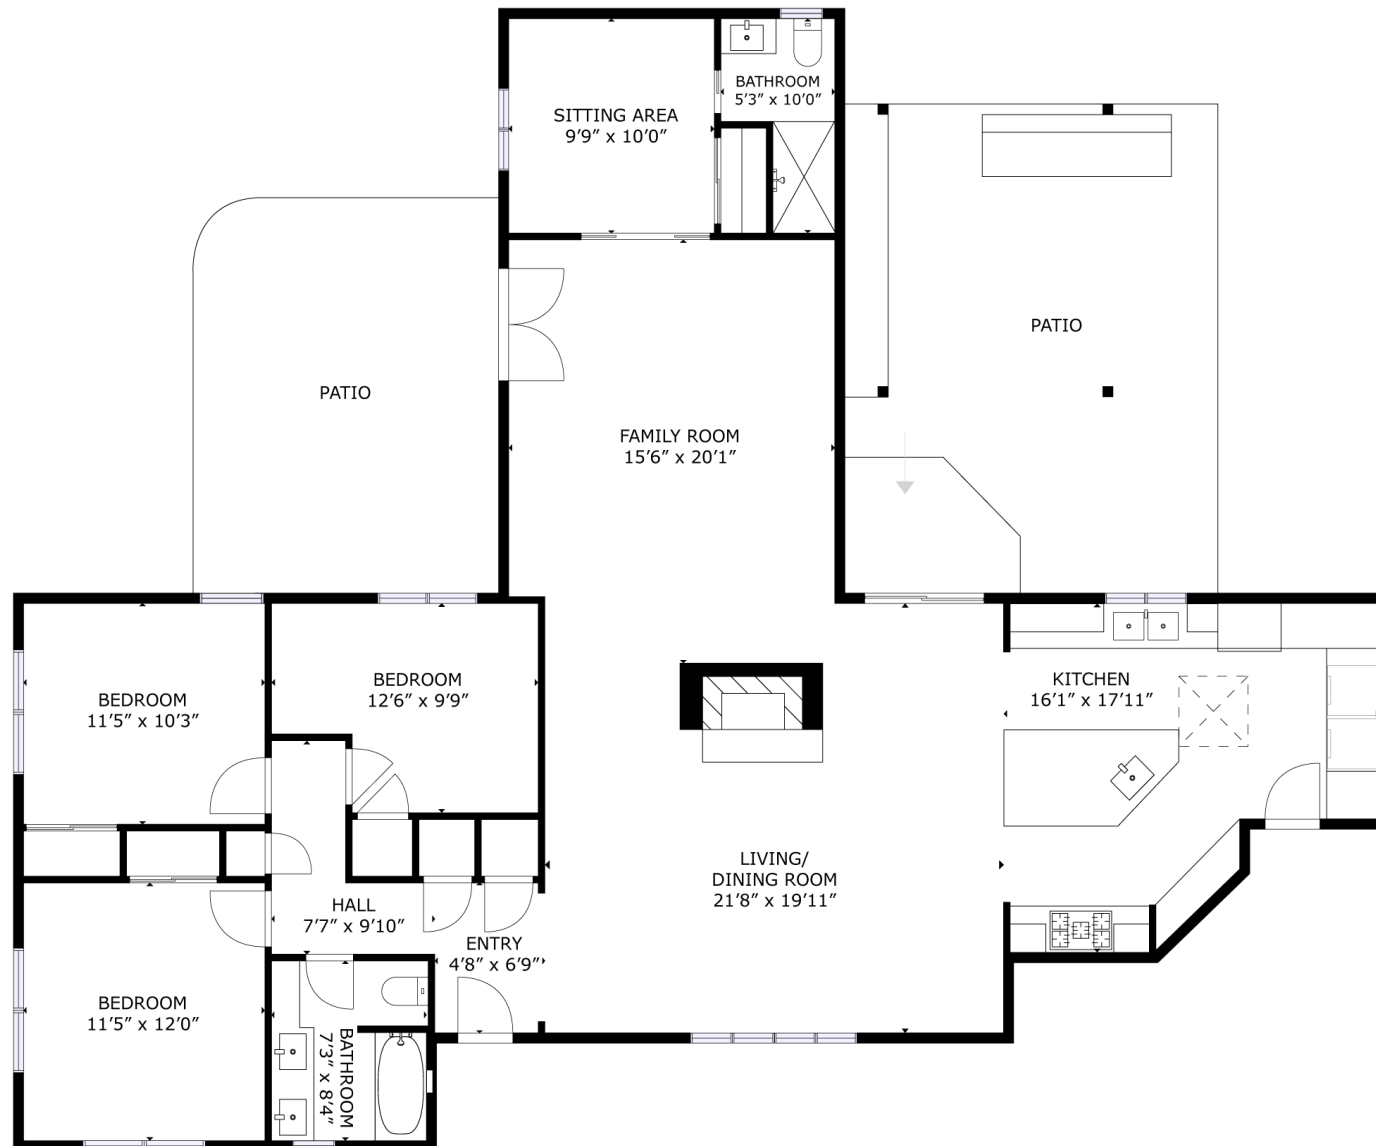 BATHROOM
5’3” x 10’0”
SITTING AREA
9’9” x 10’0”
PATIO
PATIO
FAMILY ROOM
15’6” x 20’1”
BEDROOM
11’5” x 10’3”
BEDROOM
12’6” x 9’9”
KITCHEN
16’1” x 17’11”
LIVING/
DINING ROOM
21’8” x 19’11”
HALL
7’7” x 9’10”
ENTRY
4’8” x 6’9”
BEDROOM
11’5” x 12’0”
BATHROOM
7’3” x 8’4”